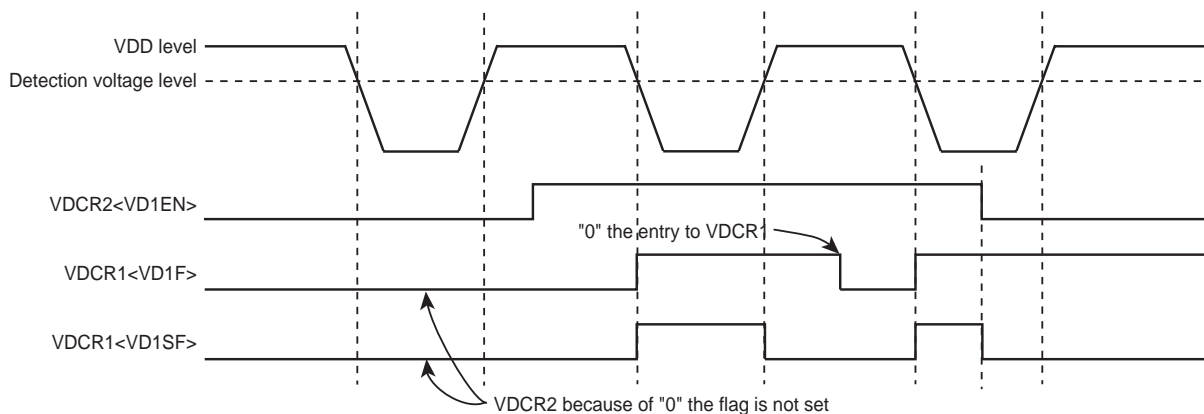 VDD level
Detection voltage level
VDCR2<VD1EN>
"0" the entry to VDCR1
VDCR1<VD1F>
VDCR1<VD1SF>
VDCR2 because of "0" the flag is not set